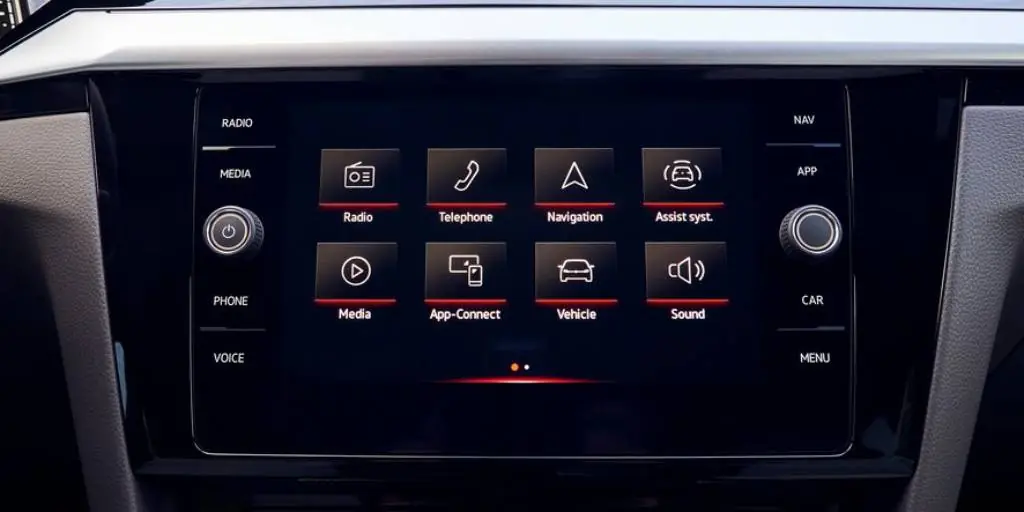 RADIO
MEDIA
PHONE
VOICE
Radio
Telephone
Navigation
Assist syst.
Media
App-Connect
Vehicle
Sound
NAV
APP
CAR
MENU